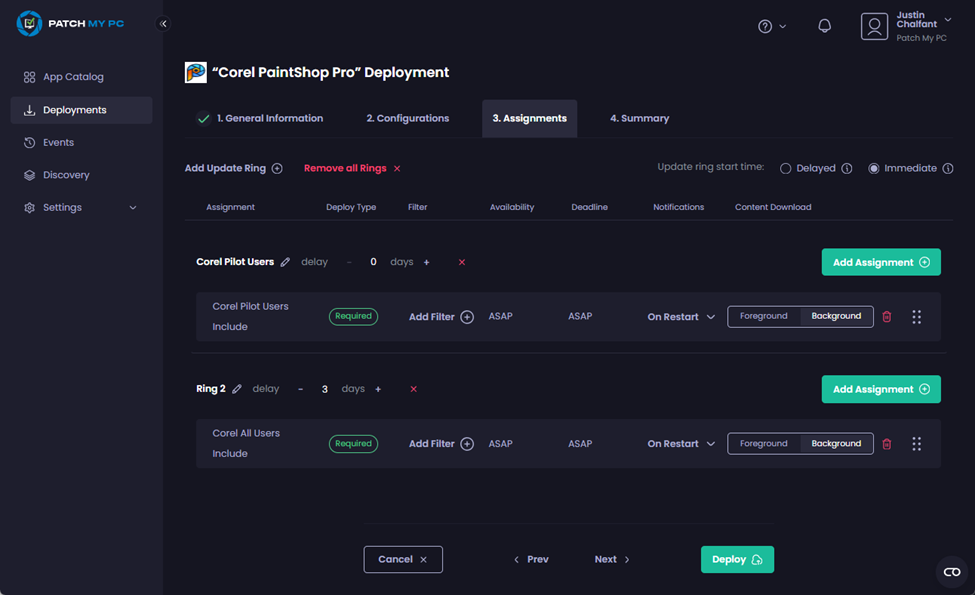 PATCH MY PC
Justin
Chalfant
Patch My PC
App Catalog
Deployments
Events
Discovery
Settings
“Corel PaintShop Pro” Deployment
1. General Information 2. Configurations 3. Assignments 4. Summary
Add Update Ring Remove all Rings × Update ring start time: Delayed Immediate
Assignment Deploy Type Filter Availability Deadline Notifications Content Download
Corel Pilot Users delay - 0 days + × Add Assignment
Corel Pilot Users
Include
Required Add Filter ASAP ASAP On Restart Foreground Background
Ring 2 delay - 3 days + × Add Assignment
Corel All Users
Include
Required Add Filter ASAP ASAP On Restart Foreground Background
Cancel × < Prev Next > Deploy